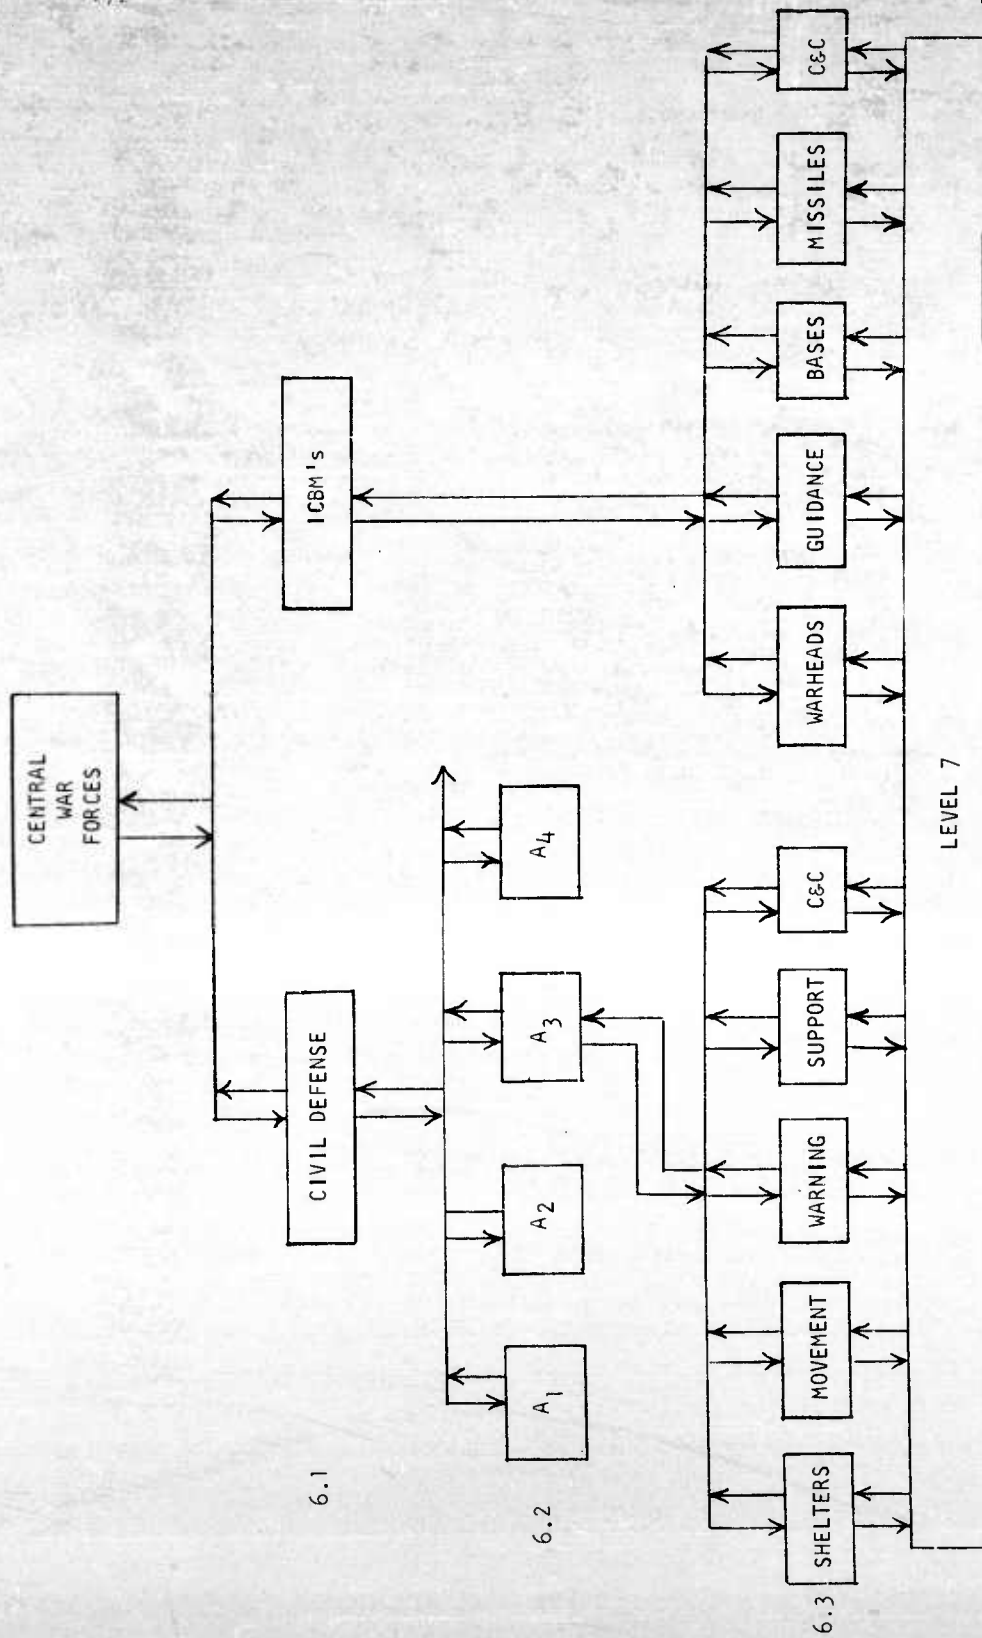 CENTRAL
WAR
FORCES
6.1
CIVIL DEFENSE
ICBM's
6.2
A1
A2
A3
A4
6.3
SHELTERS
MOVEMENT
WARNING
SUPPORT
C&C
WARHEADS
GUIDANCE
BASES
MISSILES
C&C
LEVEL 7